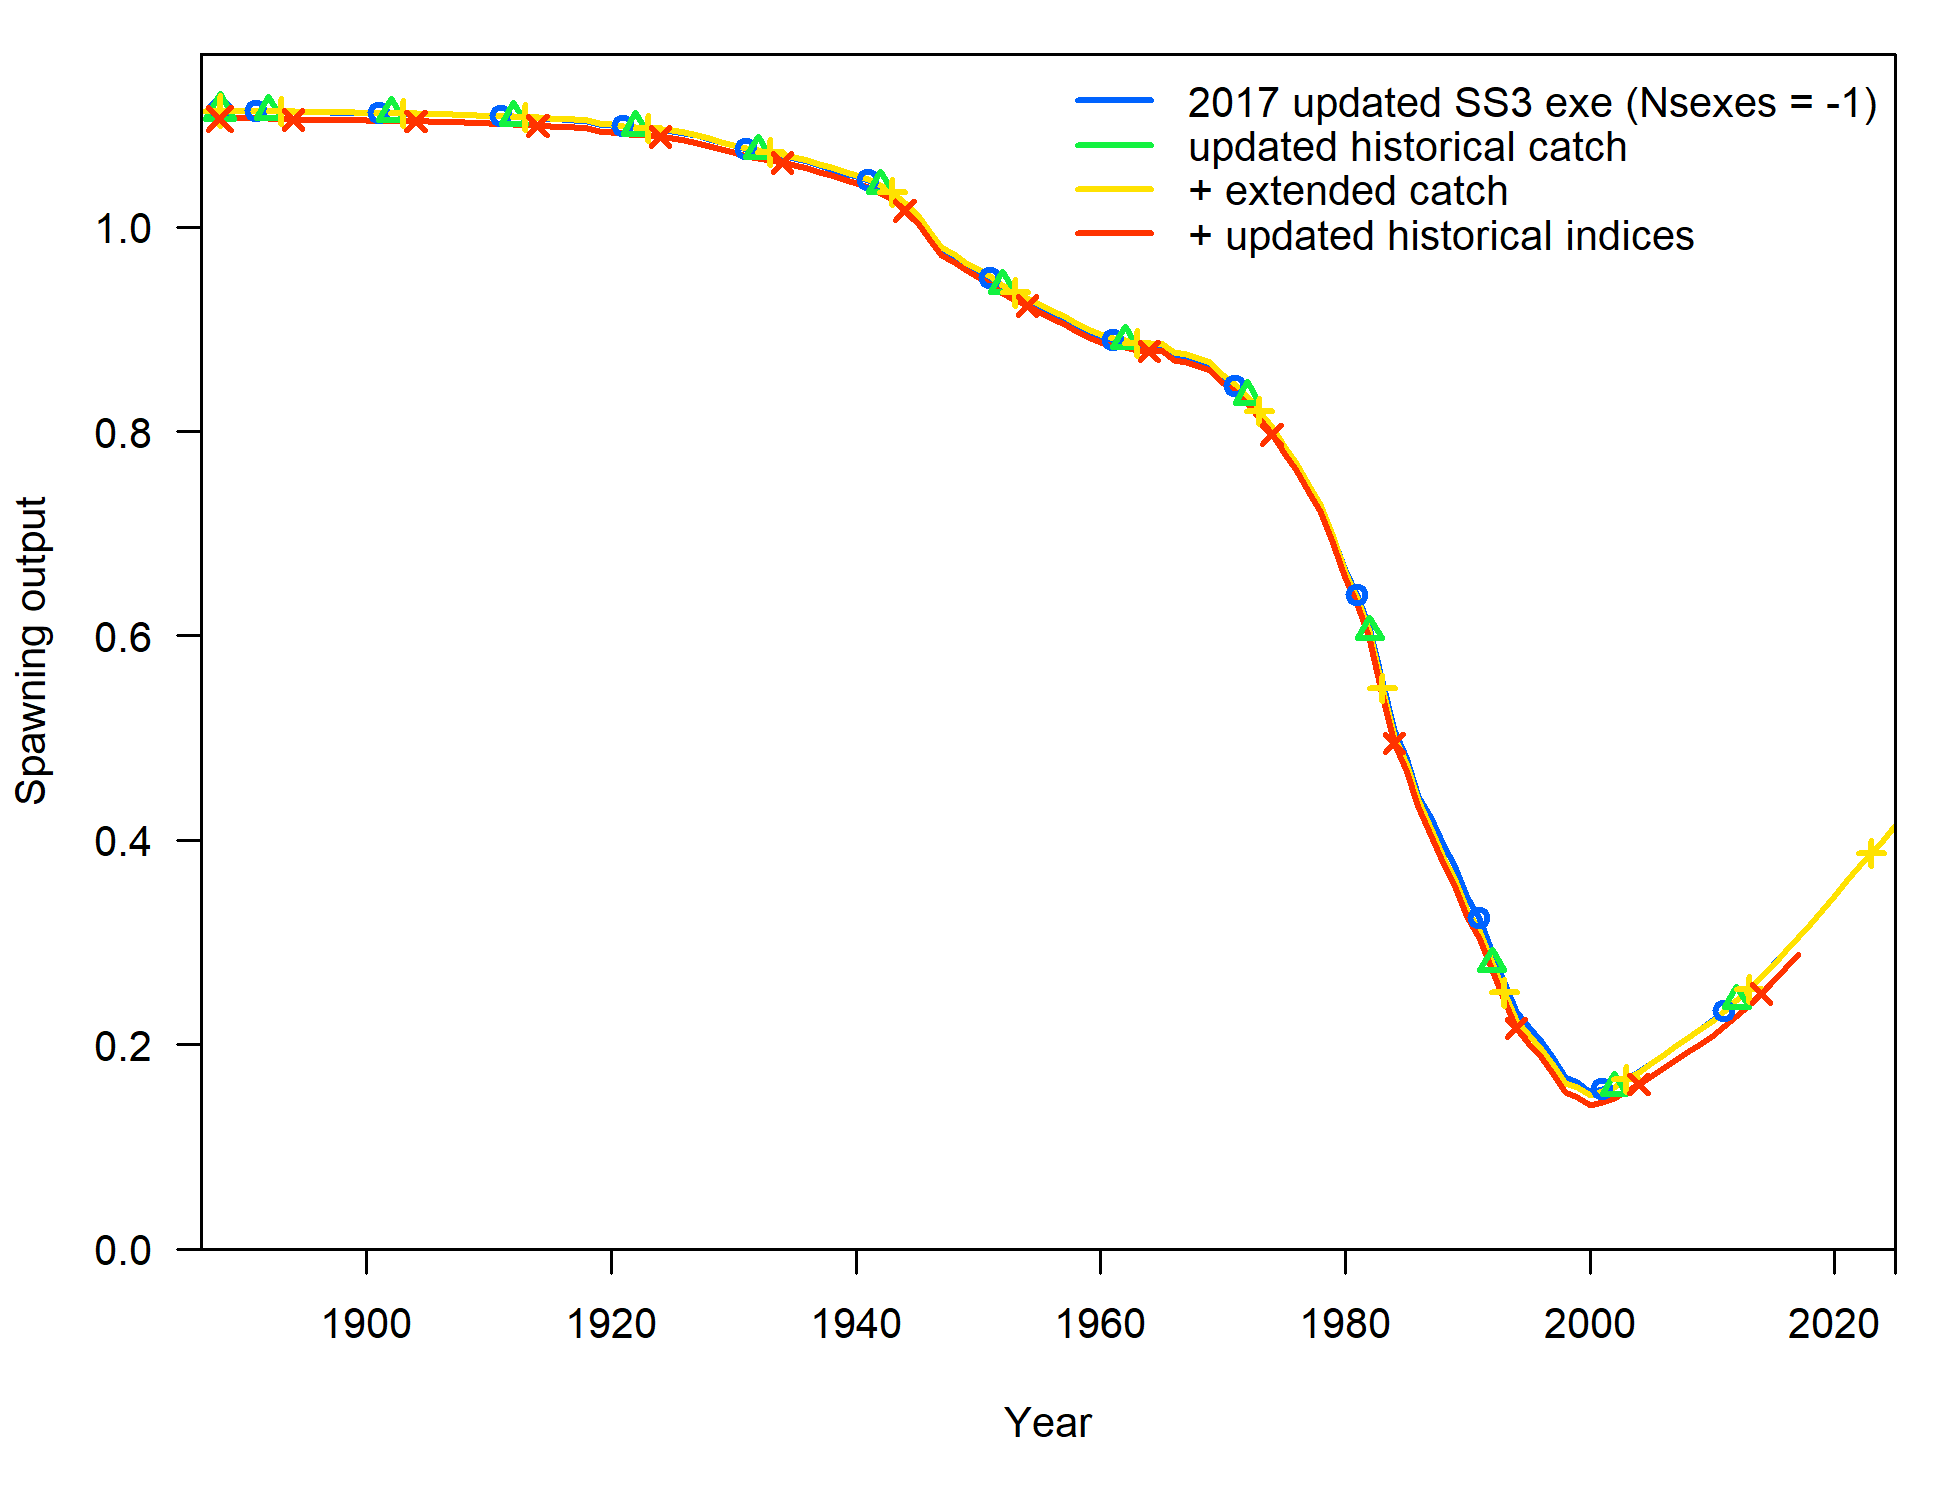 2017 updated SS3 exe (Nsexes = -1)
updated historical catch
+ extended catch
+ updated historical indices
Spawning output
1.0
0.8
0.6
0.4
0.2
0.0
1900 1920 1940 1960 1980 2000 2020
Year